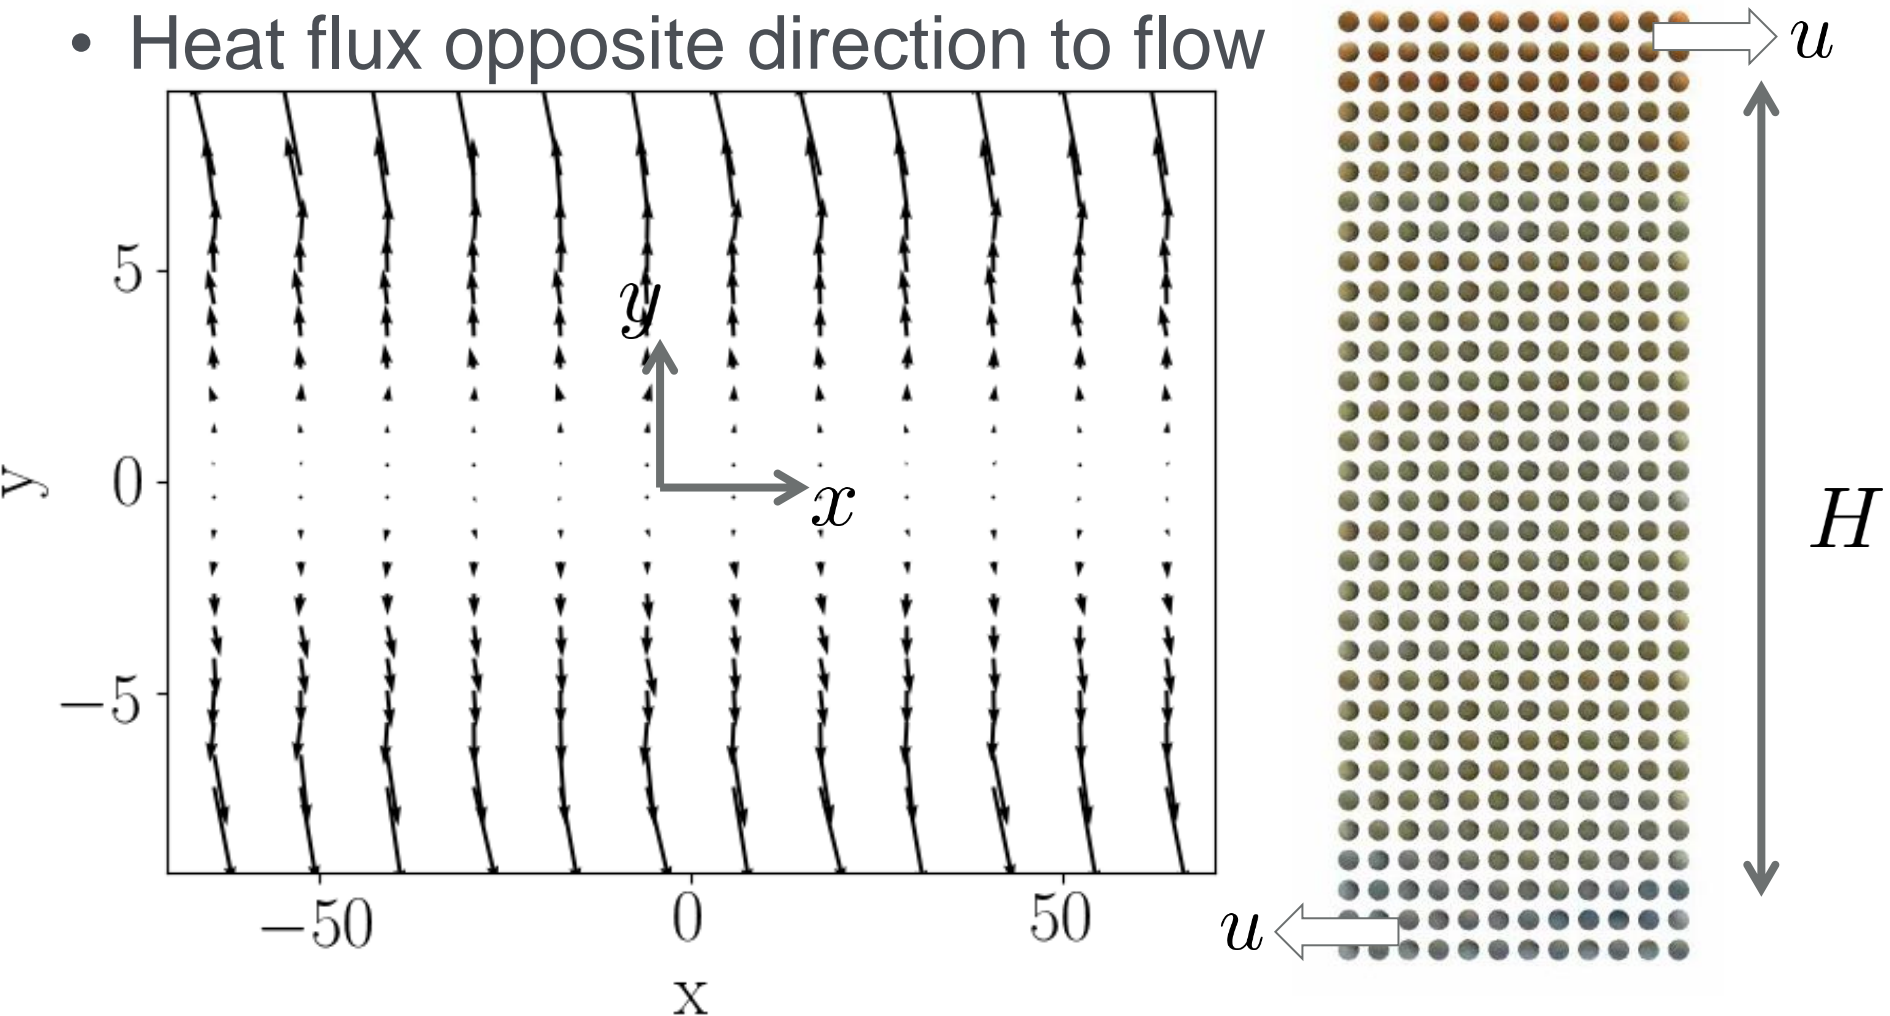 • Heat flux opposite direction to flow
u
5
y
y
0
x
H
−5
u
−50
0
50
x